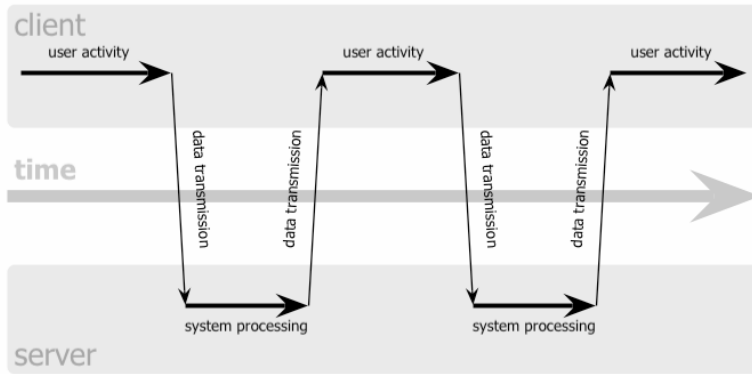 client
user activity
user activity
user activity
data transmission
data transmission
data transmission
data transmission
time
system processing
system processing
server